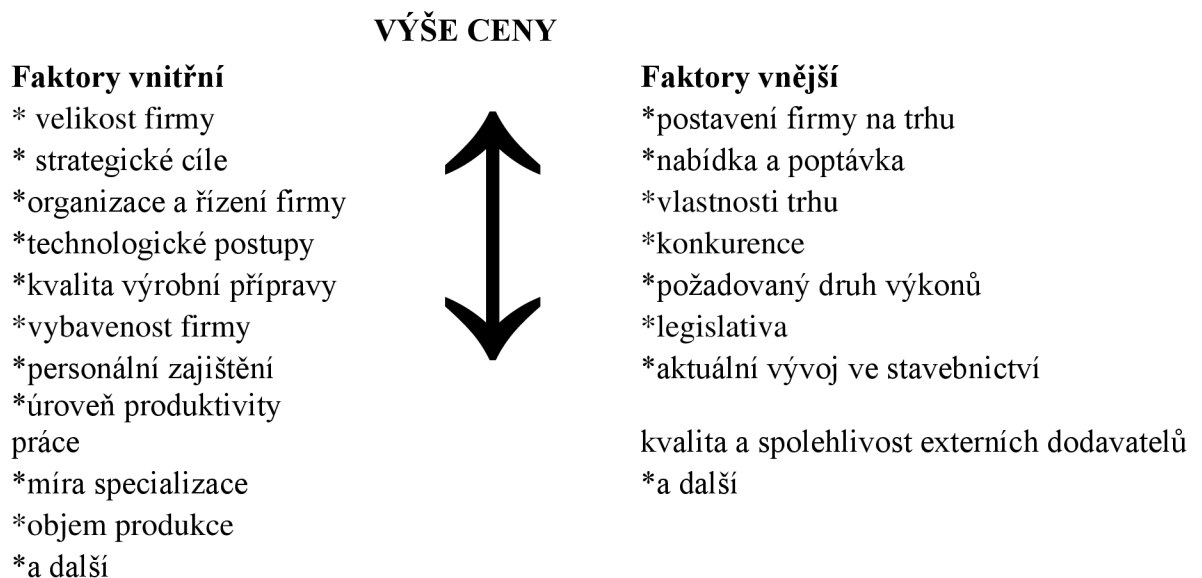 VÝŠE CENY
Faktory vnitřní
* velikost firmy
* strategické cíle
*organizace a řízení firmy
*technologické postupy
*kvalita výrobní přípravy
*vybavenost firmy
*personální zajištění
*úroveň produktivity
práce
*míra specializace
*objem produkce
*a další
Faktory vnější
*postavení firmy na trhu
*nabídka a poptávka
*vlastnosti trhu
*konkurence
*požadovaný druh výkonů
*legislativa
*aktuální vývoj ve stavebnictví
kvalita a spolehlivost externích dodavatelů
*a další